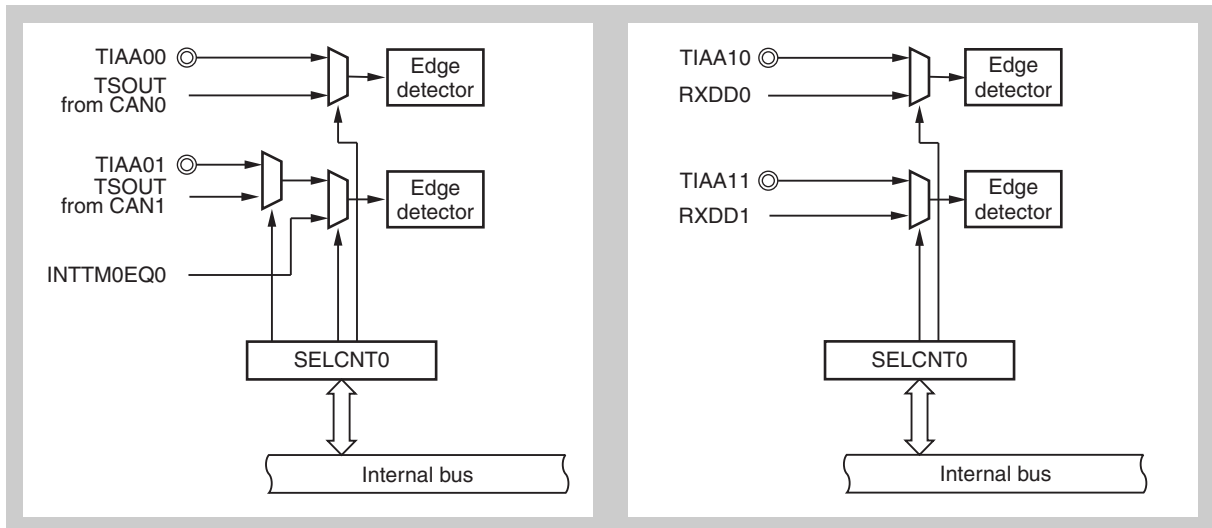 TIAA00
TSOUT
from CAN0
Edge
detector
TIAA01
TSOUT
from CAN1
Edge
detector
INTTM0EQ0
SELCNT0
Internal bus
TIAA10
RXDD0
Edge
detector
TIAA11
RXDD1
Edge
detector
SELCNT0
Internal bus